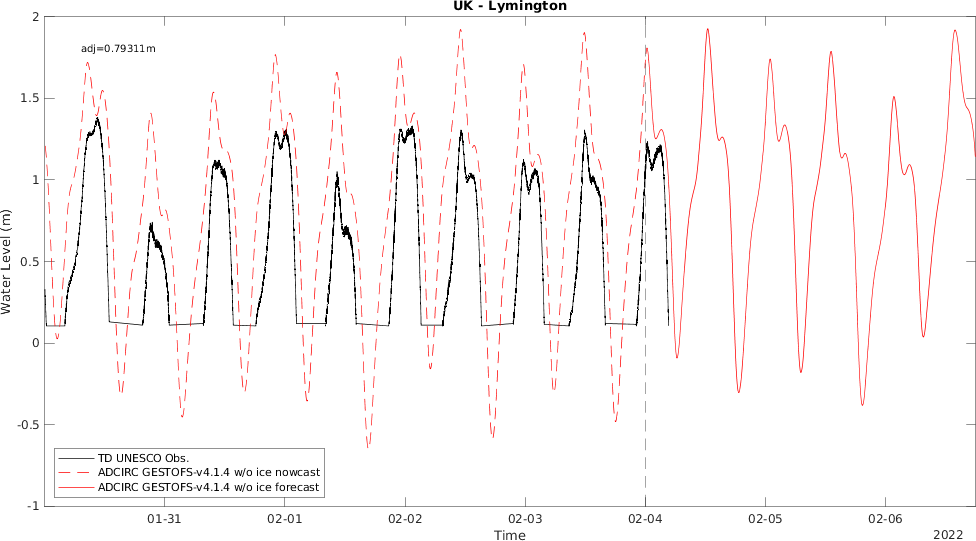 UK - Lymington
adj=0.79311m
2
1.5
1
0.5
0
-0.5
-1
Water Level (m)
TD UNESCO Obs.
ADCIRC GESTOFS-v4.1.4 w/o ice nowcast
ADCIRC GESTOFS-v4.1.4 w/o ice forecast
01-31
02-01
02-02
02-03
02-04
02-05
02-06
Time
2022